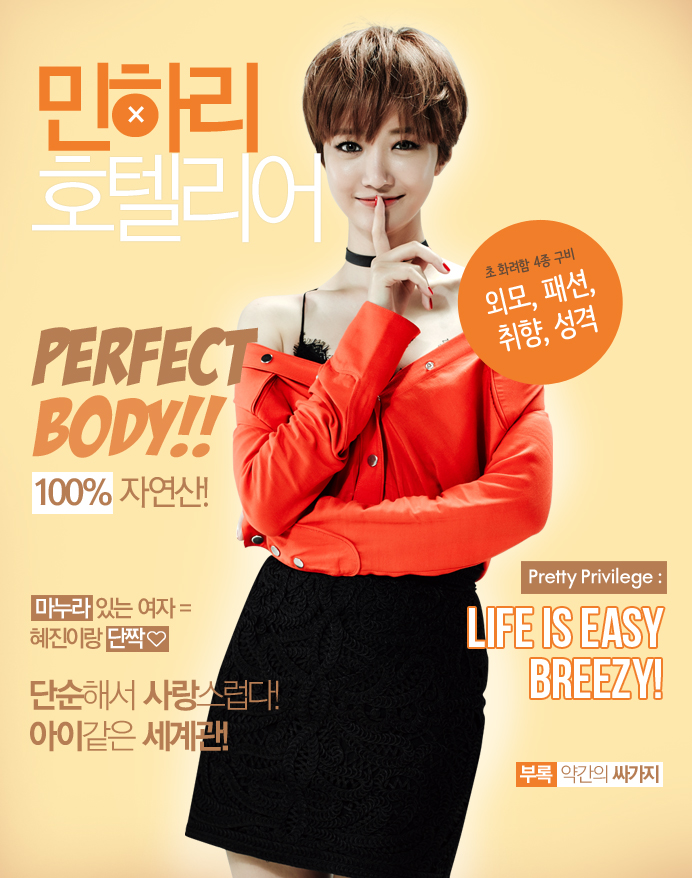 민하리
×
호텔리어
초 화려함 4종 구비
외모, 패션,
취향, 성격
PERFECT
BODY!!
100% 자연산!
Pretty Privilege :
LIFE IS EASY
BREEZY!
마누라 있는 여자 =
혜진이랑 단짝♡
단순해서 사랑스럽다!
아이같은 세계관!
부록 약간의 싸가지